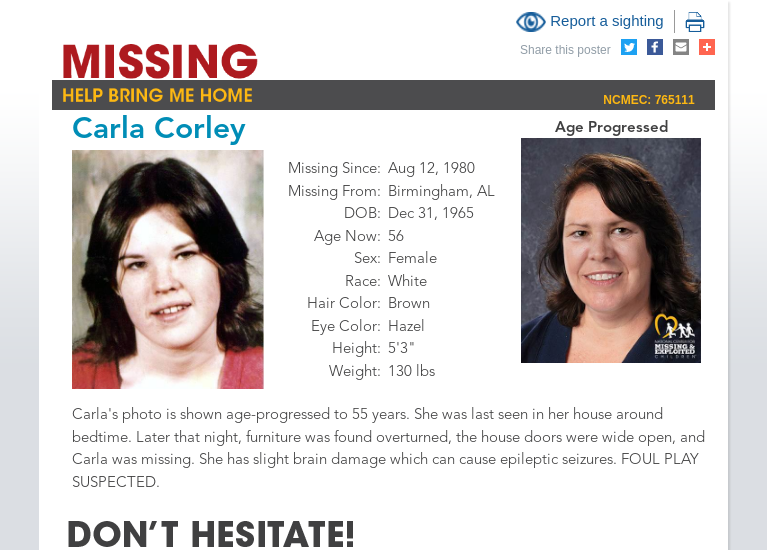 Report a sighting
Share this poster
MISSING
HELP BRING ME HOME
NCMEC: 765111
Carla Corley
Age Progressed
Missing Since: Aug 12, 1980
Missing From: Birmingham, AL
DOB: Dec 31, 1965
Age Now: 56
Sex: Female
Race: White
Hair Color: Brown
Eye Color: Hazel
Height: 5'3"
Weight: 130 lbs
NATIONAL CENTER FOR
MISSING &
EXPLOITED
CHILDREN
Carla's photo is shown age-progressed to 55 years. She was last seen in her house around
bedtime. Later that night, furniture was found overturned, the house doors were wide open, and
Carla was missing. She has slight brain damage which can cause epileptic seizures. FOUL PLAY
SUSPECTED.
DON'T HESITATE!